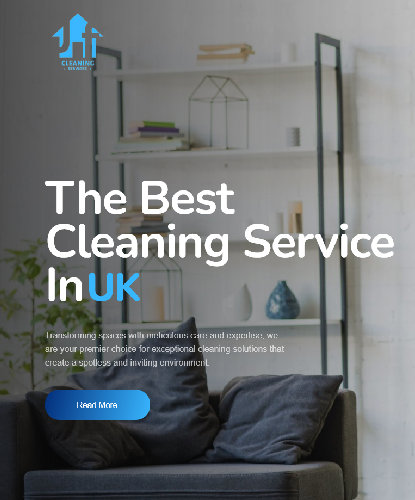 CLEANING
SERVICES
The Best
Cleaning Service
In UK
Transforming spaces with meticulous care and expertise, we
are your premier choice for exceptional cleaning solutions that
create a spotless and inviting environment.
Read More